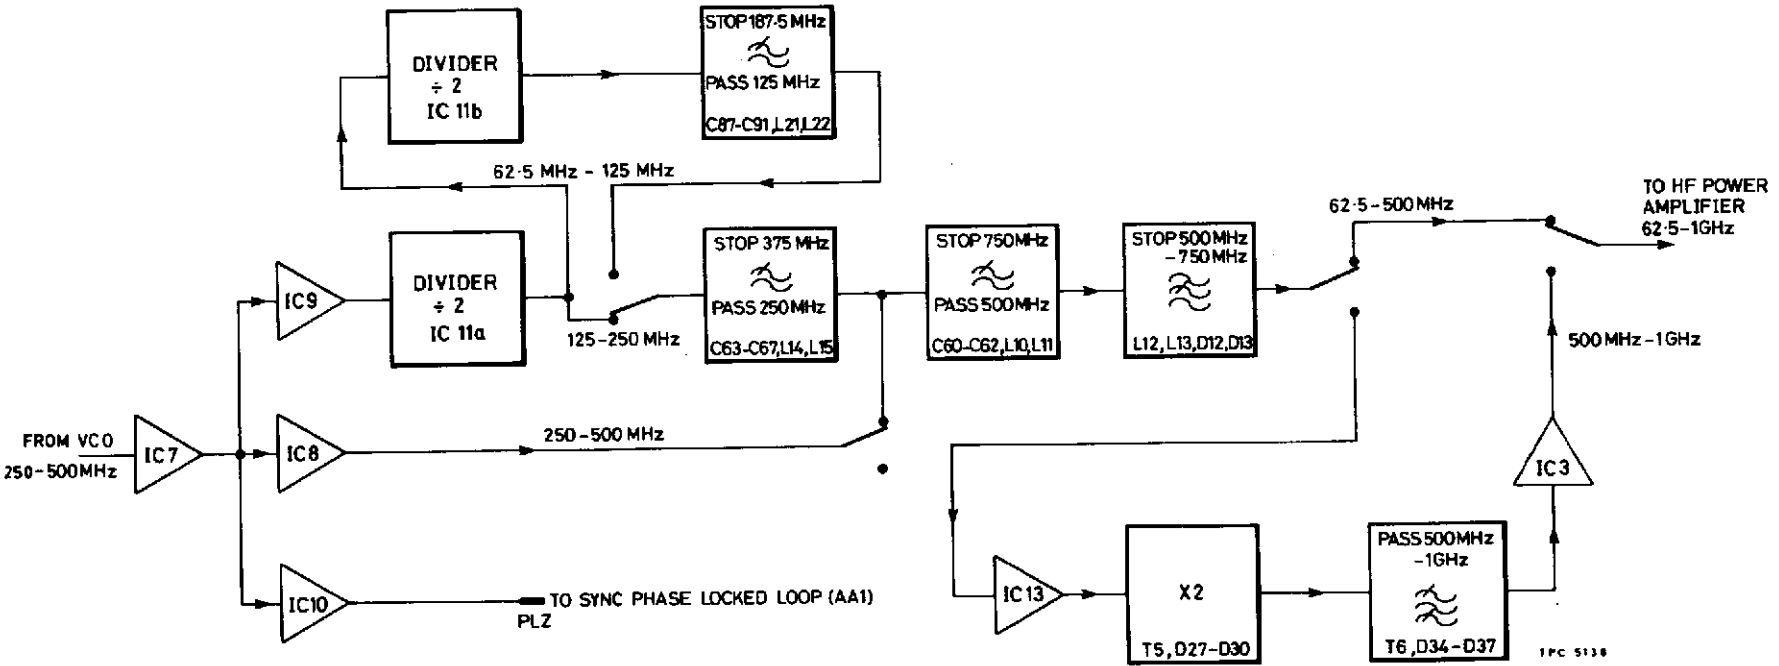 DIVIDER
÷ 2
IC 11b
STOP 187·5 MHz
PASS 125 MHz
C87-C91, L21, L22
62·5 MHz - 125 MHz
IC9
DIVIDER
÷ 2
IC 11a
125-250 MHz
STOP 375 MHz
PASS 250 MHz
C63-C67, L14, L15
STOP 750 MHz
PASS 500 MHz
C60-C62, L10, L11
STOP 500 MHz
-750 MHz
L12, L13, D12, D13
62·5-500 MHz
TO HF POWER
AMPLIFIER
62·5-1GHz
500 MHz-1GHz
FROM VCO
250-500MHz
IC7
IC8
250-500 MHz
IC3
IC10
TO SYNC PHASE LOCKED LOOP (AA1)
PLZ
IC13
X2
T5, D27-D30
PASS 500MHz
-1GHz
T6, D34-D37
TPC 5138